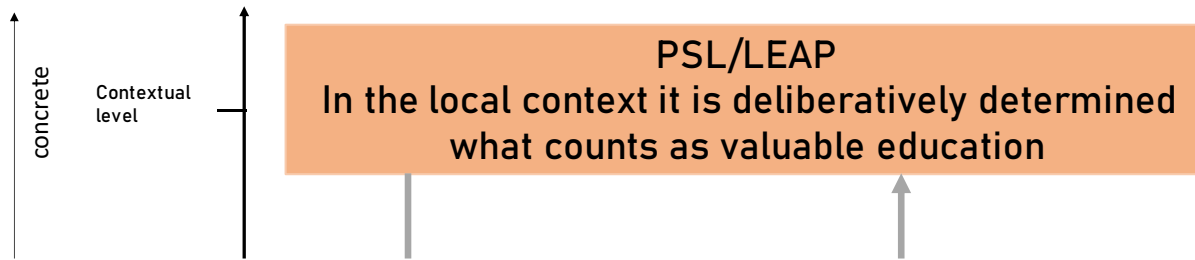 concrete
Contextual
level
PSL/LEAP
In the local context it is deliberatively determined
what counts as valuable education